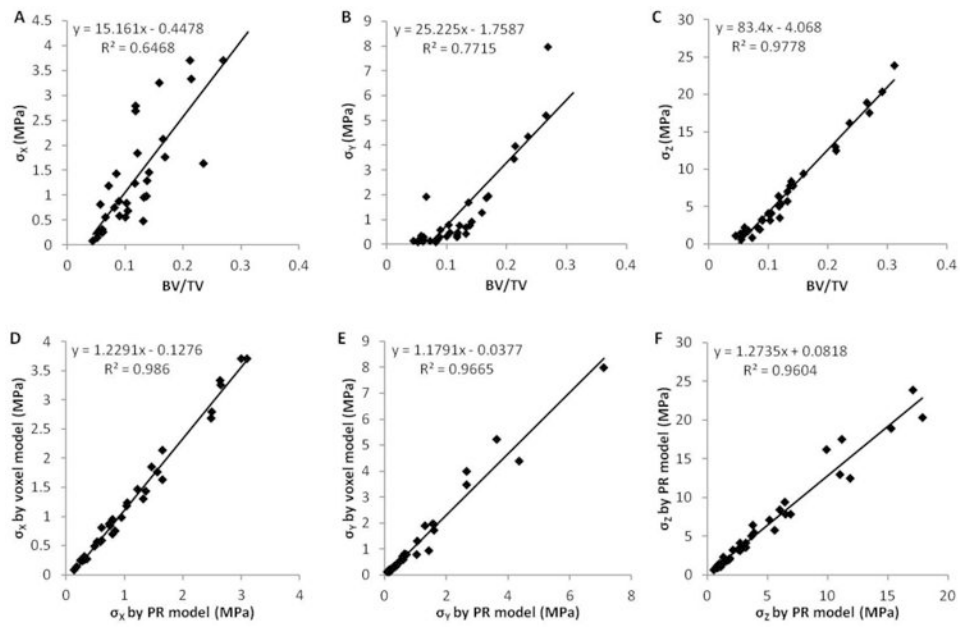 A
y = 15.161x - 0.4478
R² = 0.6468
σX (MPa)
4.5
4
3.5
3
2.5
2
1.5
1
0.5
0
0 0.1 0.2 0.3 0.4
BV/TV
B
y = 25.225x - 1.7587
R² = 0.7715
σY (MPa)
9
8
7
6
5
4
3
2
1
0
0 0.1 0.2 0.3 0.4
BV/TV
C
y = 83.4x - 4.068
R² = 0.9778
σZ (MPa)
30
25
20
15
10
5
0
0 0.1 0.2 0.3 0.4
BV/TV
D
y = 1.2291x - 0.1276
R² = 0.986
σX by voxel model (MPa)
4
3.5
3
2.5
2
1.5
1
0.5
0
0 1 2 3 4
σX by PR model (MPa)
E
y = 1.1791x - 0.0377
R² = 0.9665
σY by voxel model (MPa)
9
8
7
6
5
4
3
2
1
0
0 2 4 6 8
σY by PR model (MPa)
F
y = 1.2735x + 0.0818
R² = 0.9604
σZ by PR model (MPa)
30
25
20
15
10
5
0
0 5 10 15 20
σZ by PR model (MPa)